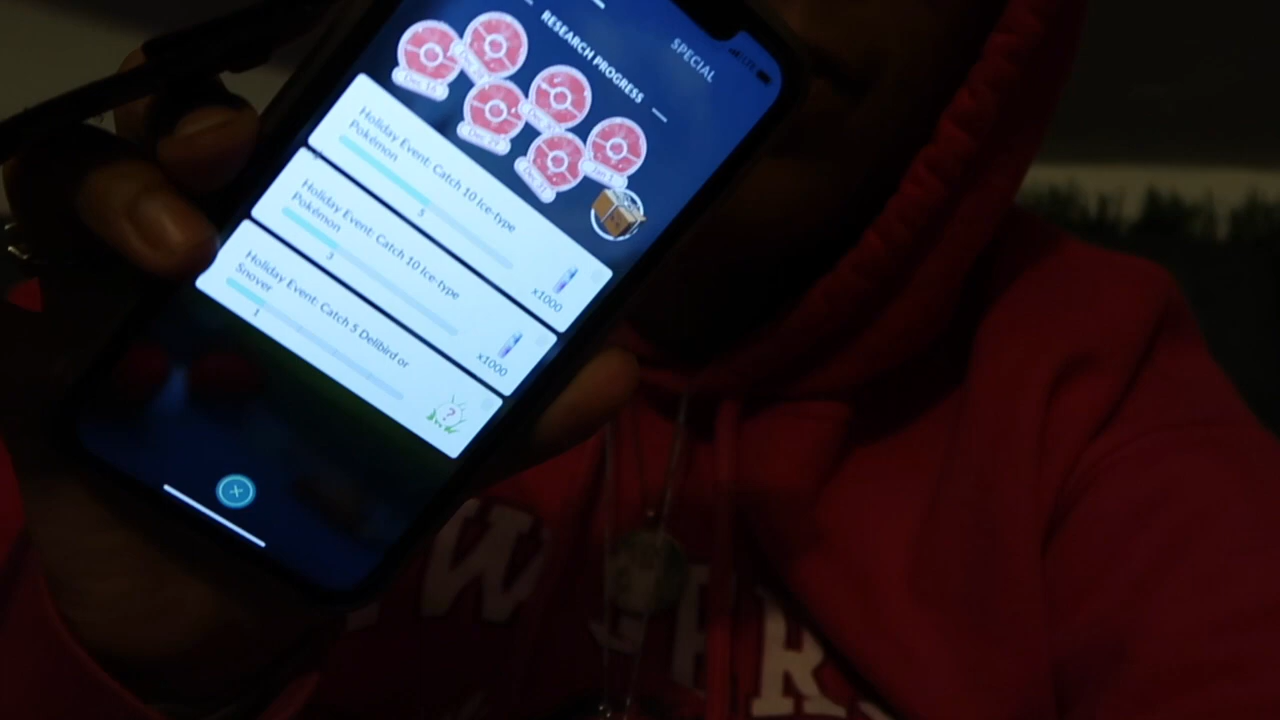 SPECIAL
RESEARCH PROGRESS
Holiday Event: Catch 10 Ice-type
Pokémon
5
x1000
Holiday Event: Catch 10 Ice-type
Pokémon
3
x1000
Holiday Event: Catch 5 Delibird or
Snover
1
?
W
R